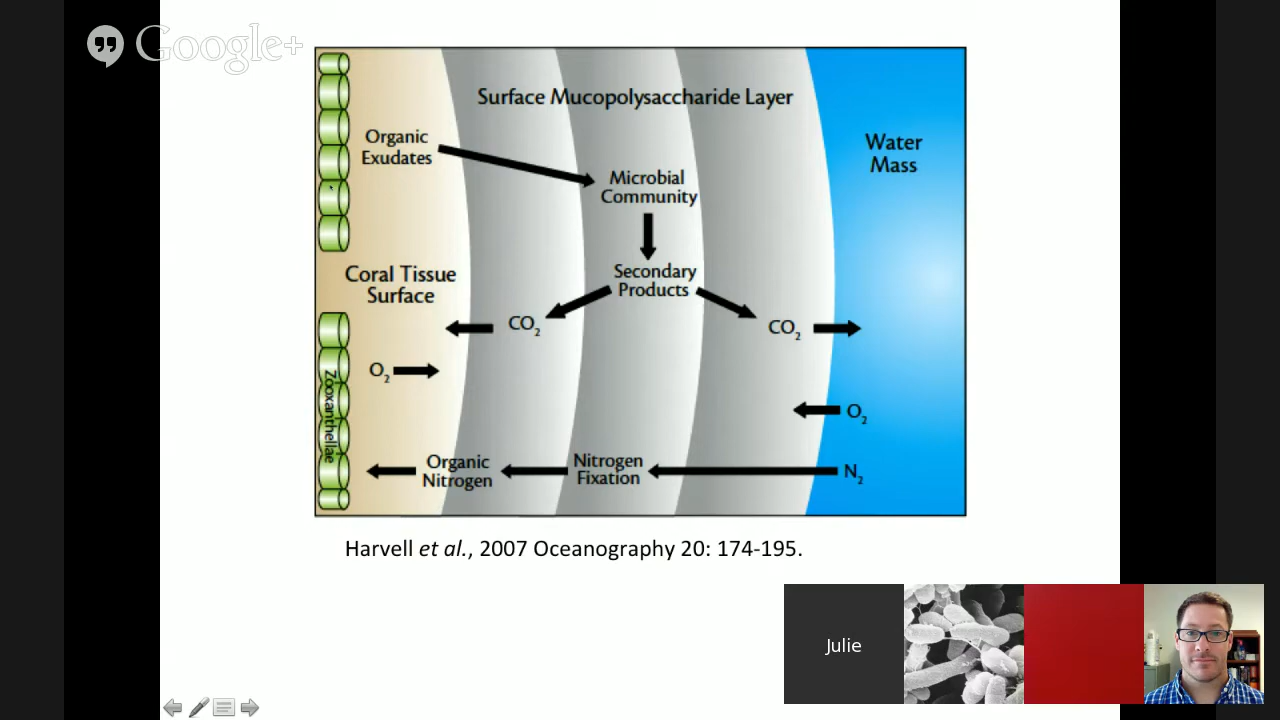 Google+
Surface Mucopolysaccharide Layer
Organic
Exudates
Water
Mass
Microbial
Community
Coral Tissue
Surface
Secondary
Products
CO2
CO2
O2
O2
Zooxanthellae
Organic
Nitrogen
Nitrogen
Fixation
N2
Harvell et al., 2007 Oceanography 20: 174-195.
Julie